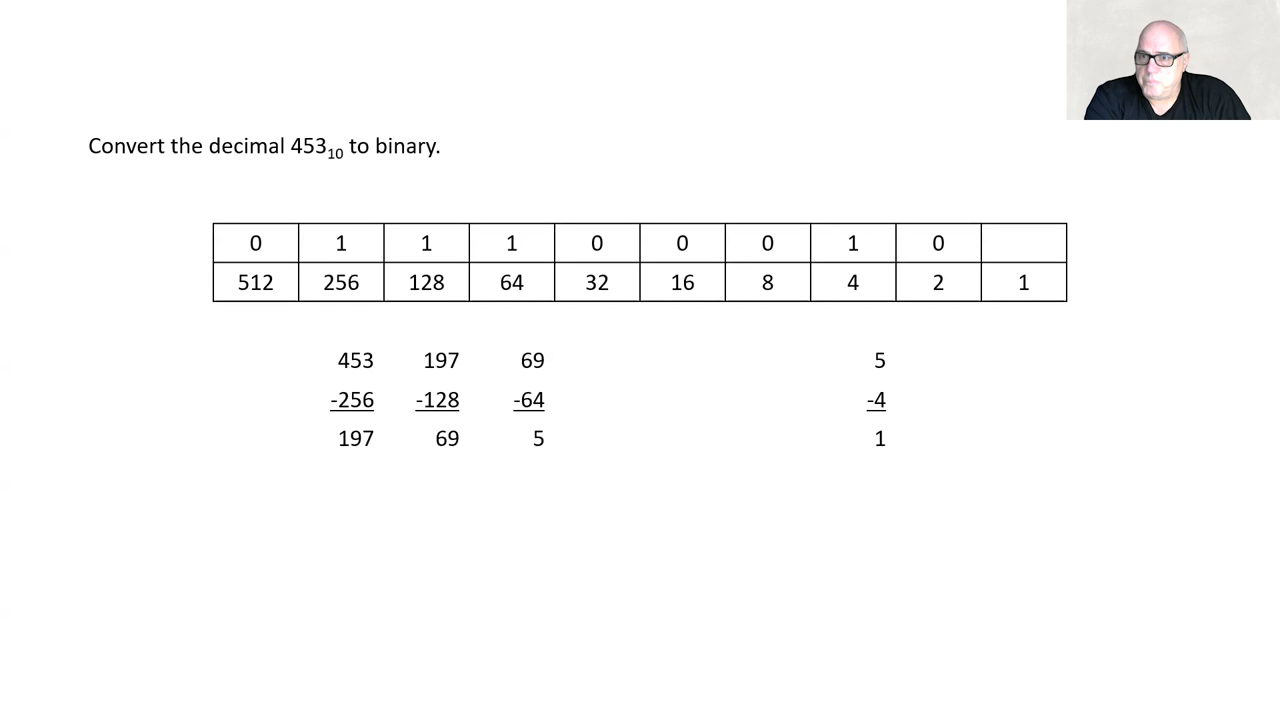 Convert the decimal 453₁₀ to binary.
0 1 1 1 0 0 0 1 0
512 256 128 64 32 16 8 4 2 1
453 197 69 5
-256 -128 -64 -4
197 69 5 1